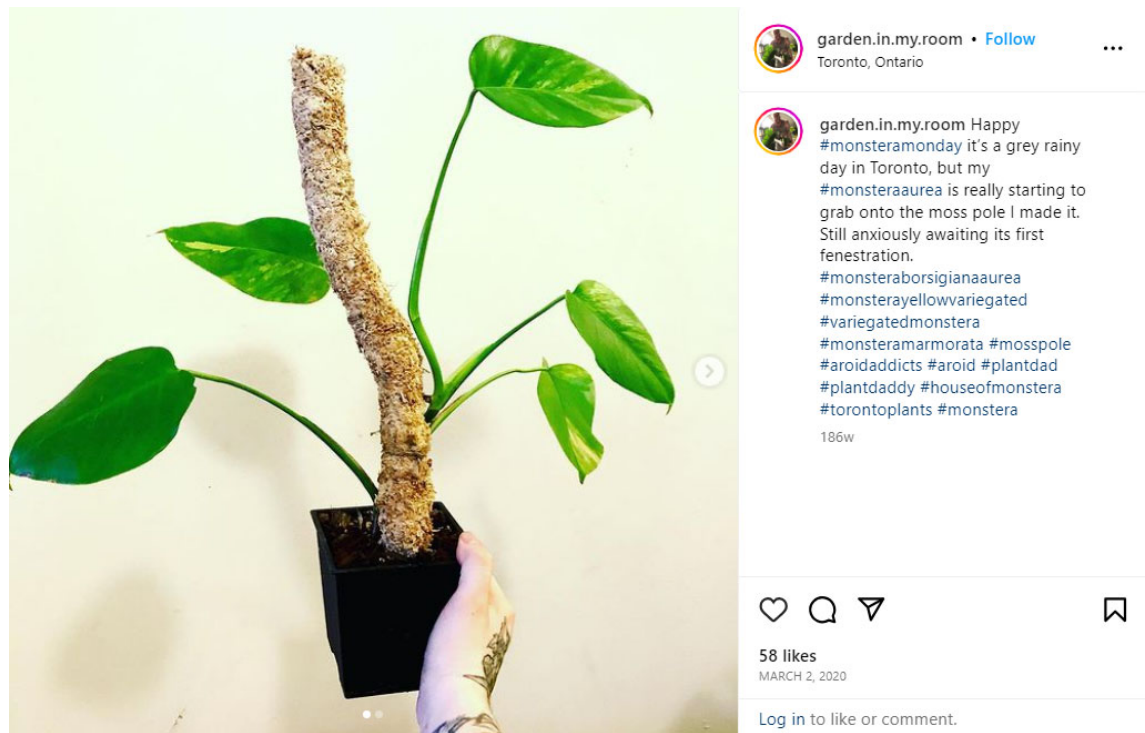 garden.in.my.room • Follow
Toronto, Ontario
garden.in.my.room Happy
#monsteramonday it's a grey rainy
day in Toronto, but my
#monsteraaurea is really starting to
grab onto the moss pole I made it.
Still anxiously awaiting its first
fenestration.
#monsteraborsigianaaurea
#monsterayellowvariegated
#variegatedmonstera
#monsteramarmorata #mosspole
#aroidaddicts #aroid #plantdad
#plantdaddy #houseofmonstera
#torontoplants #monstera
186w
58 likes
MARCH 2, 2020
Log in to like or comment.